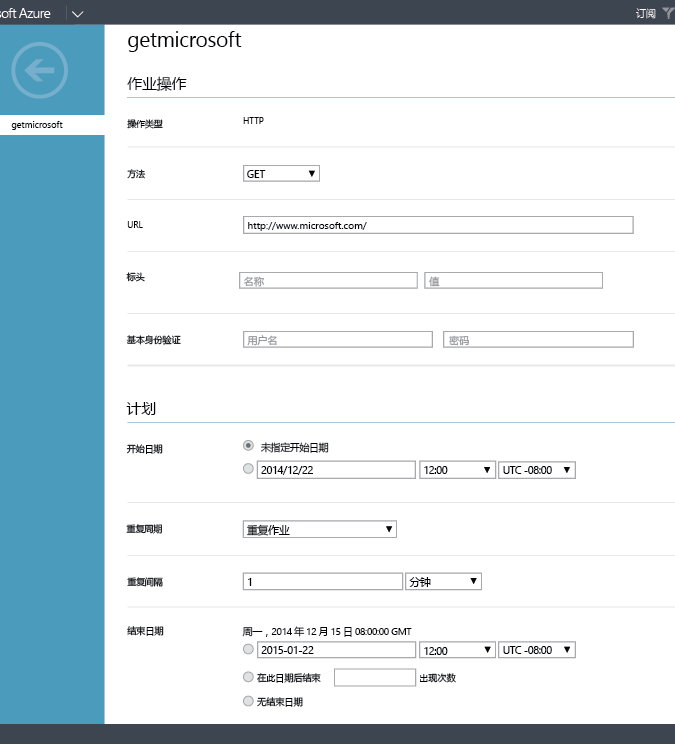 soft Azure
订阅
getmicrosoft
getmicrosoft
作业操作
操作类型 HTTP
方法 GET
URL http://www.microsoft.com/
标头 名称 值
基本身份验证 用户名 密码
计划
开始日期 未指定开始日期
2014/12/22 12:00 UTC -08:00
重复周期 重复作业
重复间隔 1 分钟
结束日期 周一，2014 年 12 月 15 日 08:00:00 GMT
2015-01-22 12:00 UTC -08:00
在此日期后结束 出现次数
无结束日期